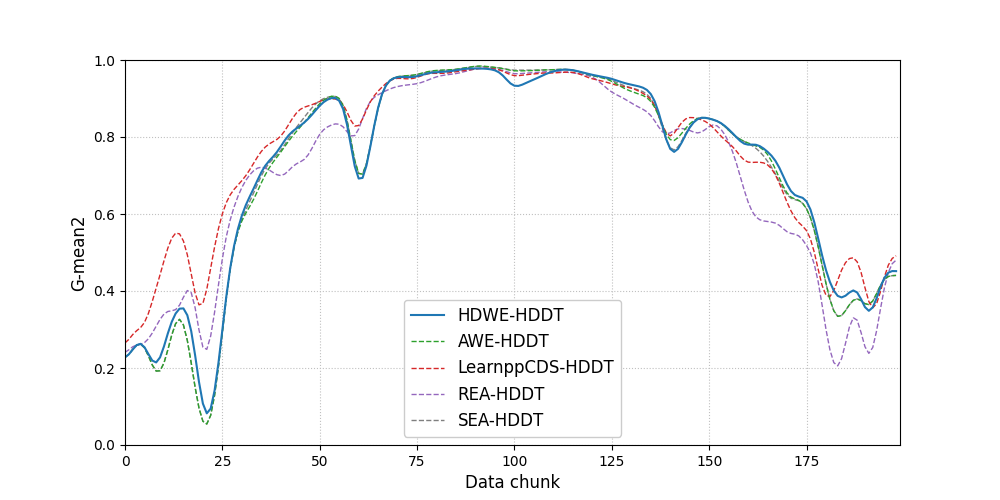 1.0
0.8
0.6
0.4
0.2
0.0
G-mean2
0
25
50
75
100
125
150
175
Data chunk
HDWE-HDDT
AWE-HDDT
LearnppCDS-HDDT
REA-HDDT
SEA-HDDT